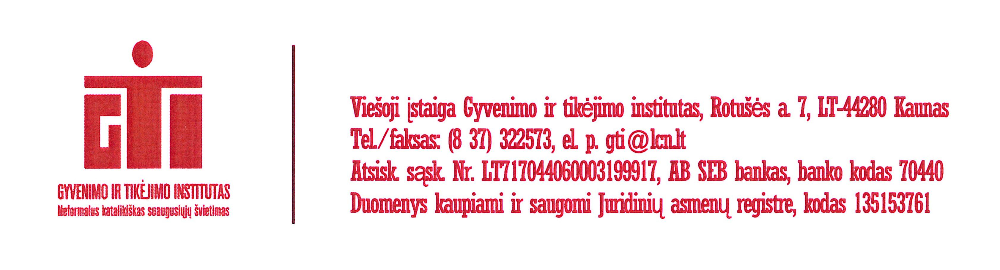 GTI
GYVENIMO IR TIKĖJIMO INSTITUTAS
Neformalus katalikiškas suaugusiųjų švietimas
Viešoji įstaiga Gyvenimo ir tikėjimo institutas, Rotušės a. 7, LT-44280 Kaunas
Tel./faksas: (8 37) 322573, el. p. gti@lcn.lt
Atsisk. sąsk. Nr. LT717044060003199917, AB SEB bankas, banko kodas 70440
Duomenys kaupiami ir saugomi Juridinių asmenų registre, kodas 135153761